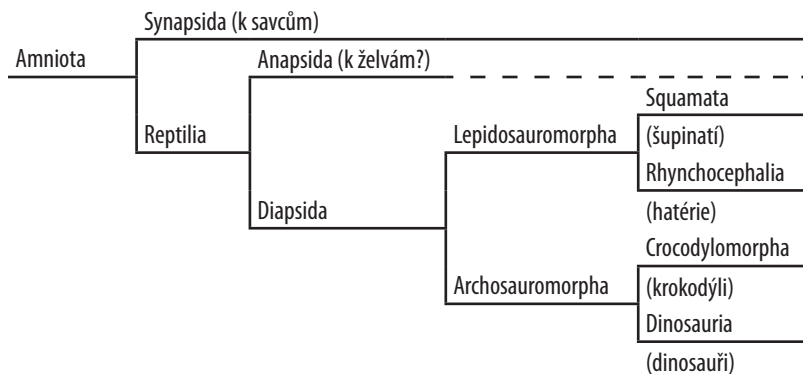 Synapsida (k savcům)
Amniota
Anapsida (k želvám?)
Squamata
Reptilia
Lepidosauromorpha
(šupinatí)
Rhynchocephalia
Diapsida
(hatérie)
Crocodylomorpha
Archosauromorpha
(krokodýli)
Dinosauria
(dinosauři)